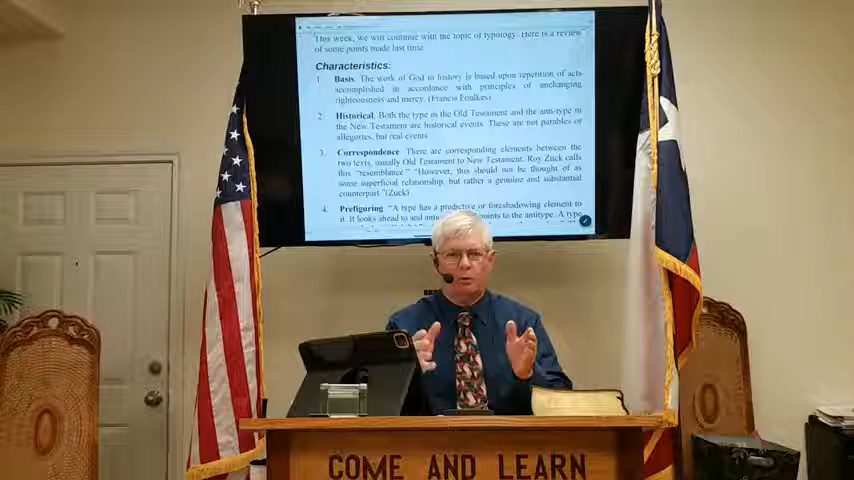 This week, we will continue with the topic of typology. Here is a review
of some points made last time
Characteristics:
1 Basis. The work of God in history is based upon repetition of acts
accomplished in accordance with principles of unchanging
righteousness and mercy. (Francis Foulkes)
2 Historical. Both the type in the Old Testament and the anti-type in
the New Testament are historical events. These are not parables or
allegories, but real events
3. Correspondence There are corresponding elements between the
two texts, usually Old Testament to New Testament. Roy Zuck calls
this "resemblance" "However, this should not be thought of as
some superficial relationship, but rather a genuine and substantial
counterpart "(Zuck)
4. Prefiguring "A type has a predictive or foreshadowing element to
it. It looks ahead to and points to the antitype. A type
COME AND LEARN